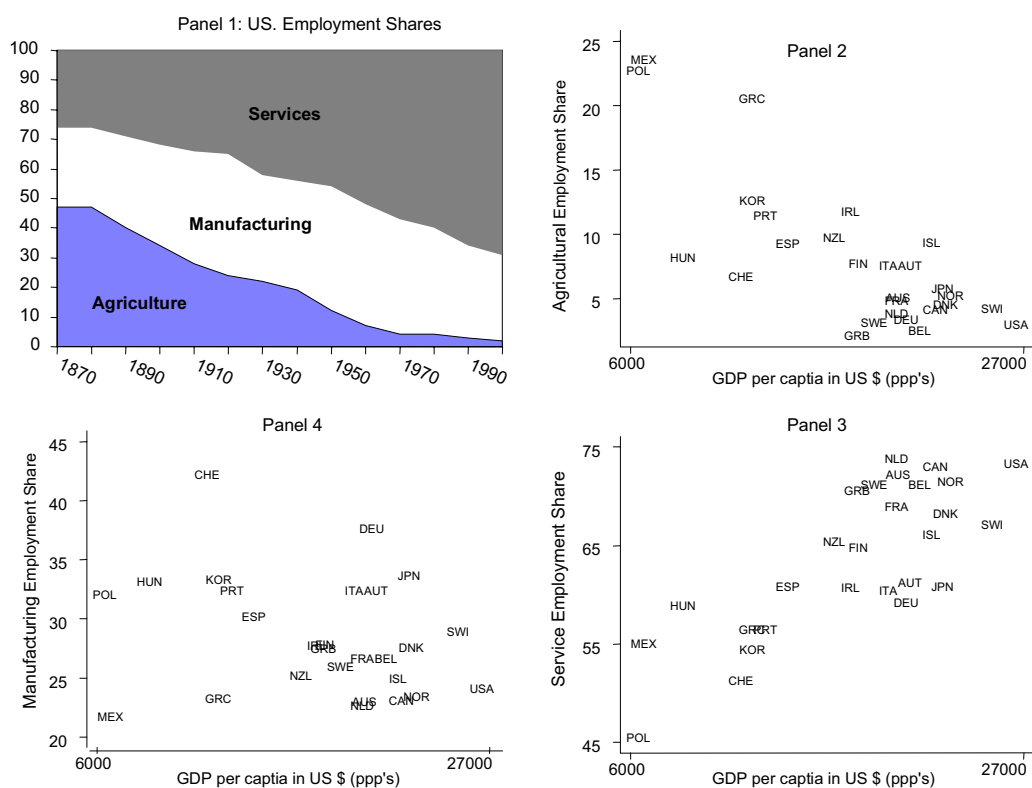 Panel 1: US. Employment Shares
100
90
80
70
60
50
40
30
20
10
0
Services
Manufacturing
Agriculture
1870
1890
1910
1930
1950
1970
1990
Panel 2
Agricultural Employment Share
25
20
15
10
5
MEX
POL
GRC
KOR
PRT
IRL
ESP
NZL
ISL
HUN
FIN
ITA
AUT
CHE
JPN
AUS
NOR
FRA
DNK
NLD
CAN
SWI
SWE
DEU
USA
BEL
GRB
6000
27000
GDP per captia in US $ (ppp's)
Panel 4
Manufacturing Employment Share
45
40
35
30
25
20
CHE
DEU
HUN
KOR
JPN
POL
PRT
ITA
AUT
ESP
SWI
IRL
FIN
GRB
DNK
FRA
BEL
SWE
NZL
ISL
USA
GRC
NOR
AUS
CAN
NLD
MEX
6000
27000
GDP per captia in US $ (ppp's)
Panel 3
Service Employment Share
75
65
55
45
NLD
CAN
USA
AUS
SWE
BEL
NOR
GRB
FRA
DNK
SWI
NZL
FIN
ISL
ESP
IRL
ITA
AUT
JPN
DEU
HUN
GRC
PRT
MEX
KOR
CHE
POL
6000
27000
GDP per captia in US $ (ppp's)